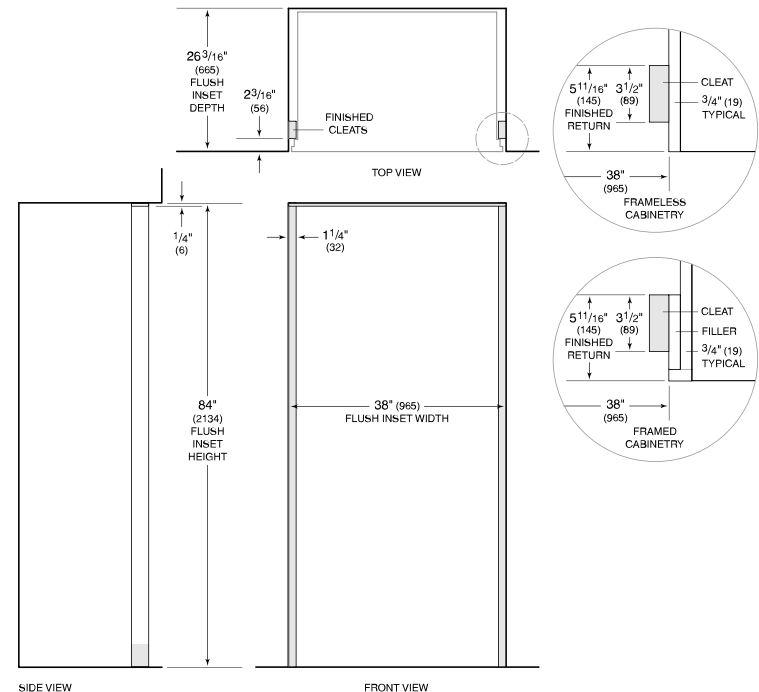 26 3/16"
(665)
FLUSH
INSET
DEPTH
2 3/16"
(56)
FINISHED
CLEATS
TOP VIEW
5 11/16"
(145)
FINISHED
RETURN
3 1/2"
(89)
CLEAT
3/4" (19)
TYPICAL
38"
(965)
FRAMELESS
CABINETRY
1/4"
(6)
1 1/4"
(32)
5 11/16"
(145)
FINISHED
RETURN
3 1/2"
(89)
CLEAT
FILLER
3/4" (19)
TYPICAL
38"
(965)
FRAMED
CABINETRY
84"
(2134)
FLUSH
INSET
HEIGHT
38" (965)
FLUSH INSET WIDTH
SIDE VIEW
FRONT VIEW